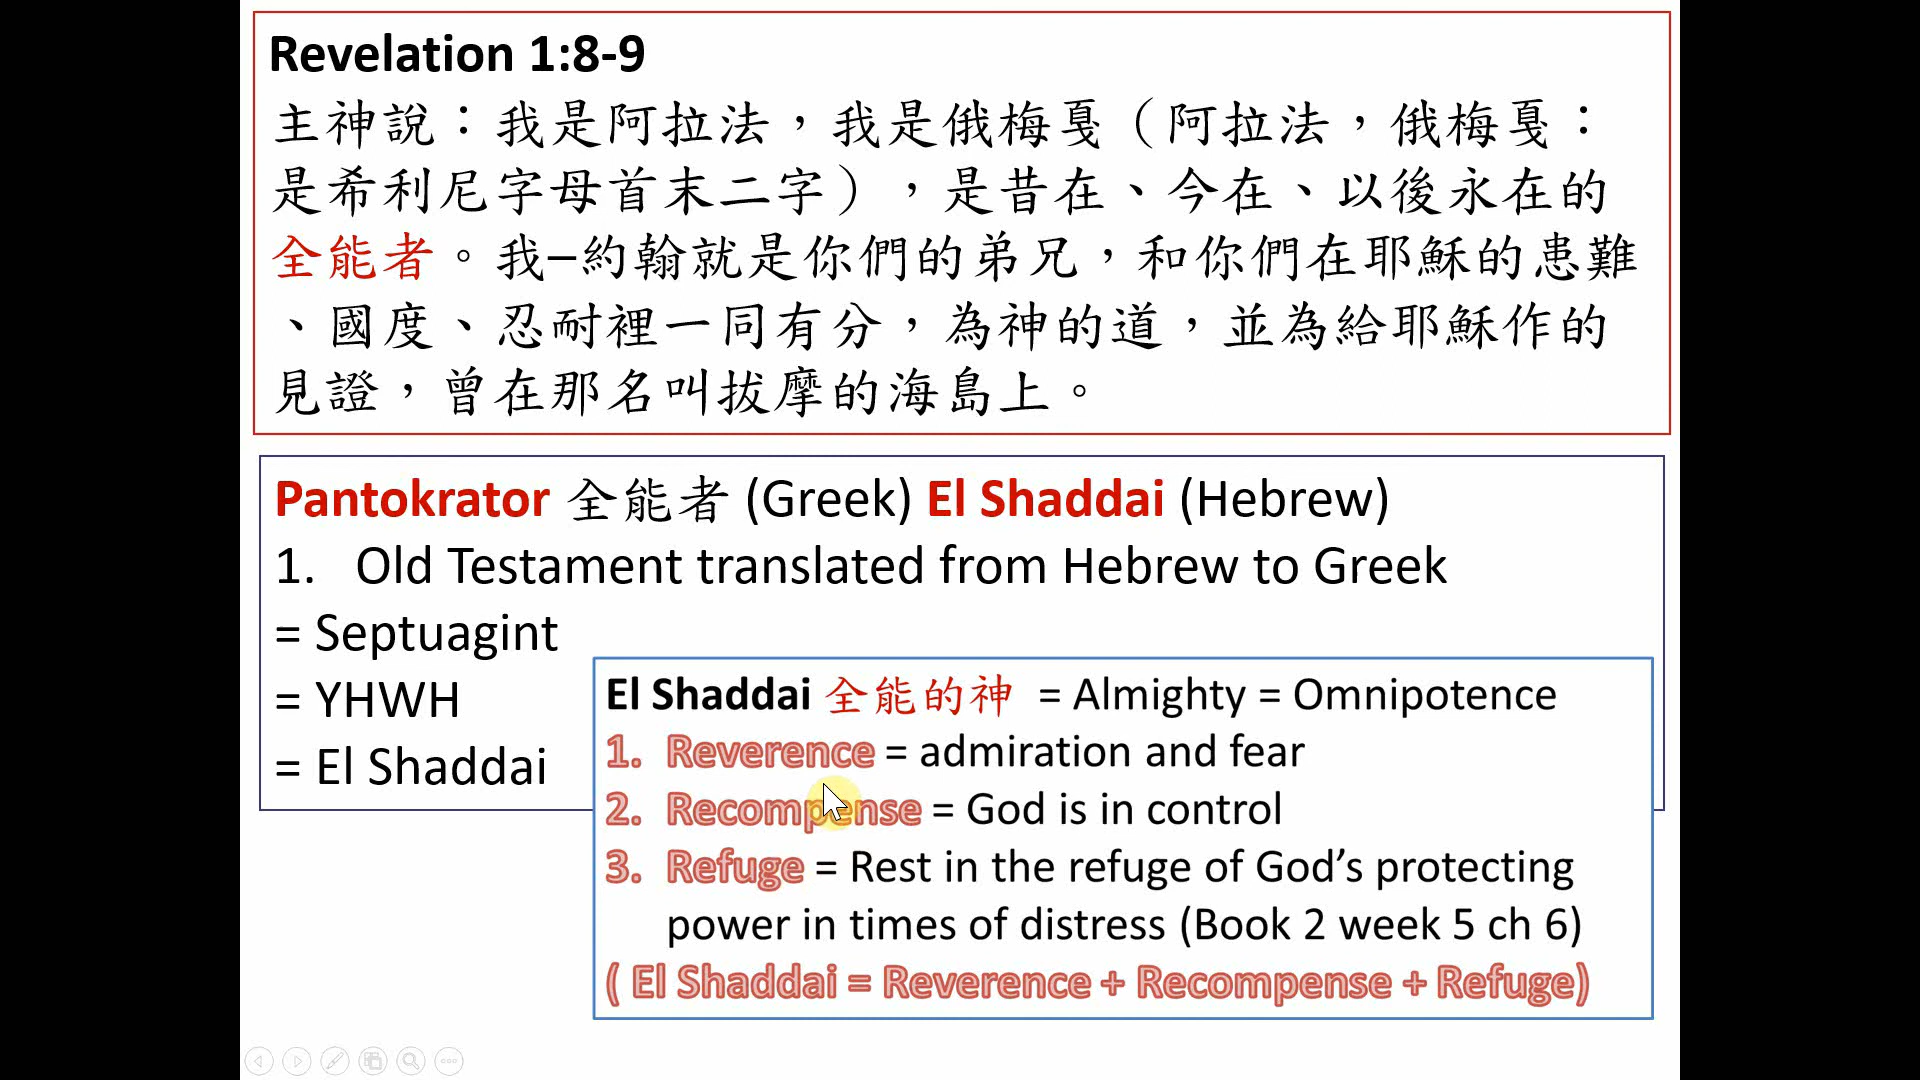 Revelation 1:8-9
主神說：我是阿拉法，我是俄梅戛（阿拉法，俄梅戛：
是希利尼字母首末二字），是昔在、今在、以後永在的
全能者。我–約翰就是你們的弟兄，和你們在耶穌的患難
、國度、忍耐裡一同有分，為神的道，並為給耶穌作的
見證，曾在那名叫拔摩的海島上。
Pantokrator 全能者 (Greek) El Shaddai (Hebrew)
1. Old Testament translated from Hebrew to Greek
= Septuagint
= YHWH
= El Shaddai
El Shaddai 全能的神 = Almighty = Omnipotence
1. Reverence = admiration and fear
2. Recompense = God is in control
3. Refuge = Rest in the refuge of God’s protecting
power in times of distress (Book 2 week 5 ch 6)
( El Shaddai = Reverence + Recompense + Refuge)